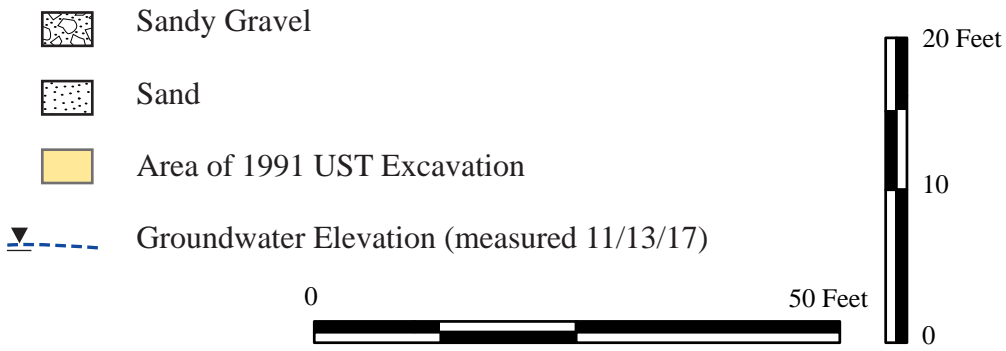 Sandy Gravel
20 Feet
Sand
Area of 1991 UST Excavation
10
Groundwater Elevation (measured 11/13/17)
0
50 Feet
0